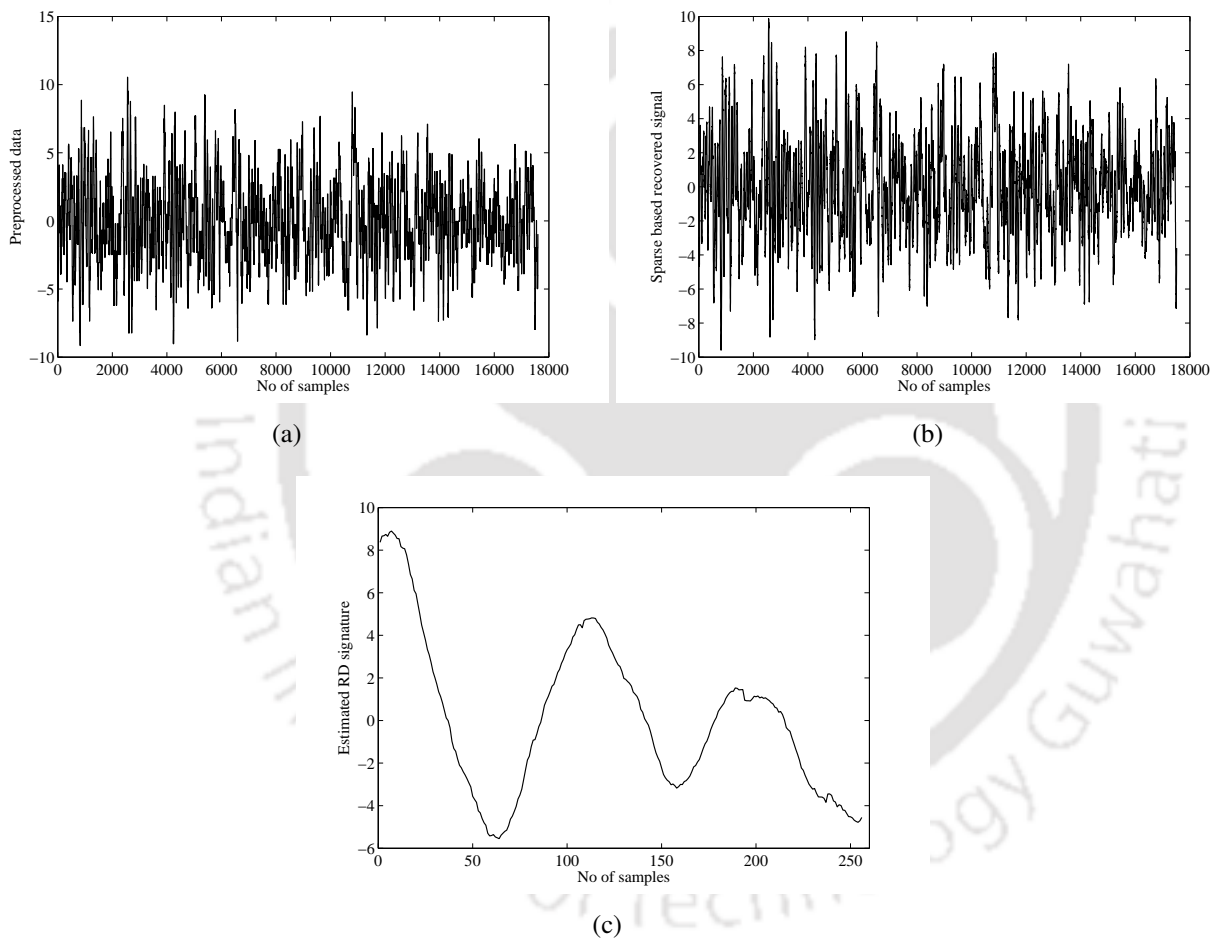 15
10
5
0
−5
−10
Preprocessed data
0 2000 4000 6000 8000 10000 12000 14000 16000 18000
No of samples
(a)
10
8
6
4
2
0
−2
−4
−6
−8
−10
Sparse based recovered signal
0 2000 4000 6000 8000 10000 12000 14000 16000 18000
No of samples
(b)
10
8
6
4
2
0
−2
−4
−6
Estimated RD signature
0 50 100 150 200 250
No of samples
(c)
Indian
Guwahati